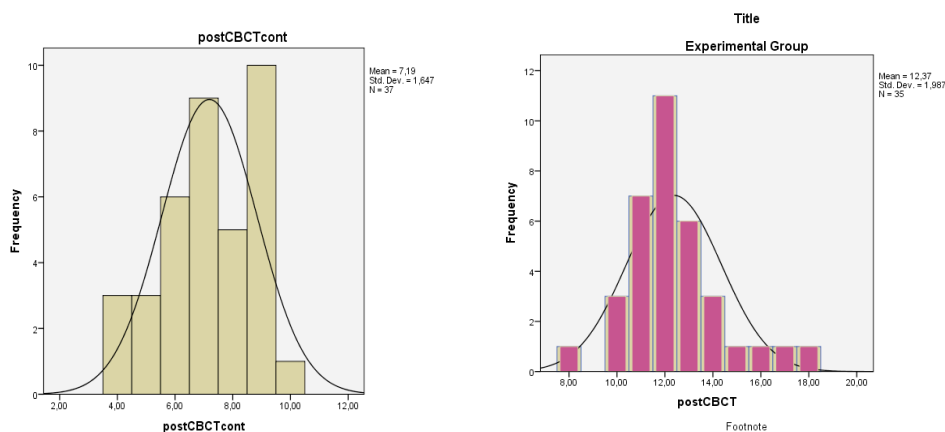 postCBCTcont
Mean = 7,19
Std. Dev. = 1,647
N = 37
10
8
6
4
2
0
Frequency
2,00 4,00 6,00 8,00 10,00 12,00
postCBCTcont
Title
Experimental Group
Mean = 12,37
Std. Dev. = 1,987
N = 35
12
10
8
6
4
2
0
Frequency
8,00 10,00 12,00 14,00 16,00 18,00 20,00
postCBCT
Footnote